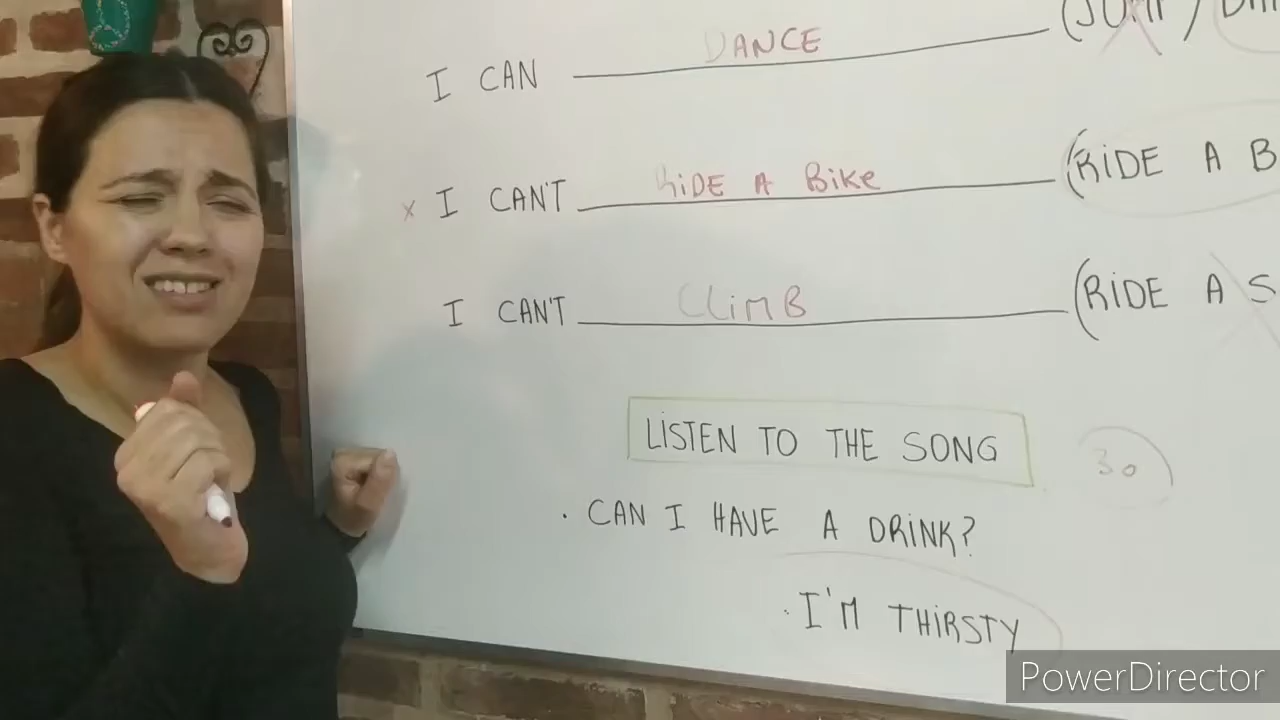 I CAN DANCE
I CAN'T RIDE A BIKE (RIDE A B
x I CAN'T CLIMB (RIDE A S
LISTEN TO THE SONG
30
· CAN I HAVE A DRINK?
· I'M THIRSTY
PowerDirector